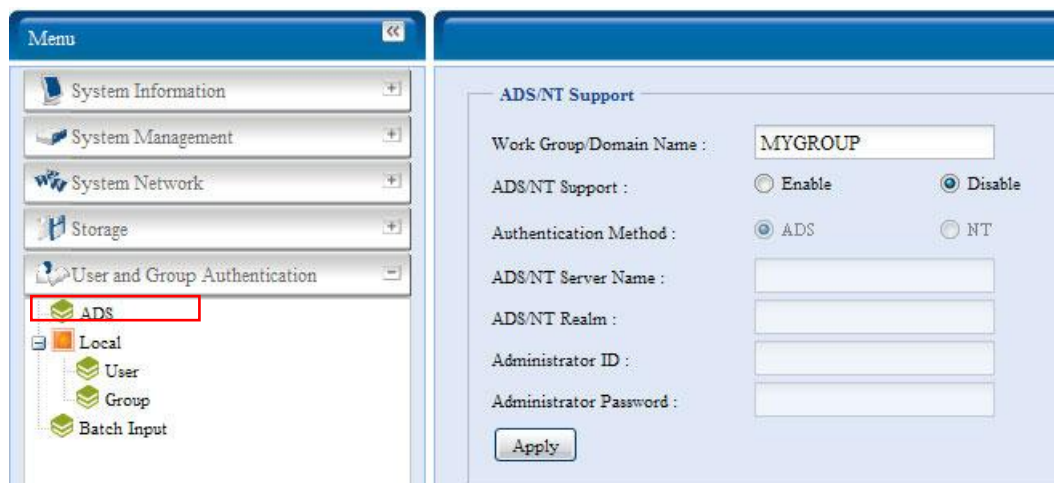 Menu
System Information
System Management
System Network
Storage
User and Group Authentication
ADS
Local
User
Group
Batch Input
ADS/NT Support
Work Group/Domain Name : MYGROUP
ADS/NT Support : Enable Disable
Authentication Method : ADS NT
ADS/NT Server Name :
ADS/NT Realm :
Administrator ID :
Administrator Password :
Apply